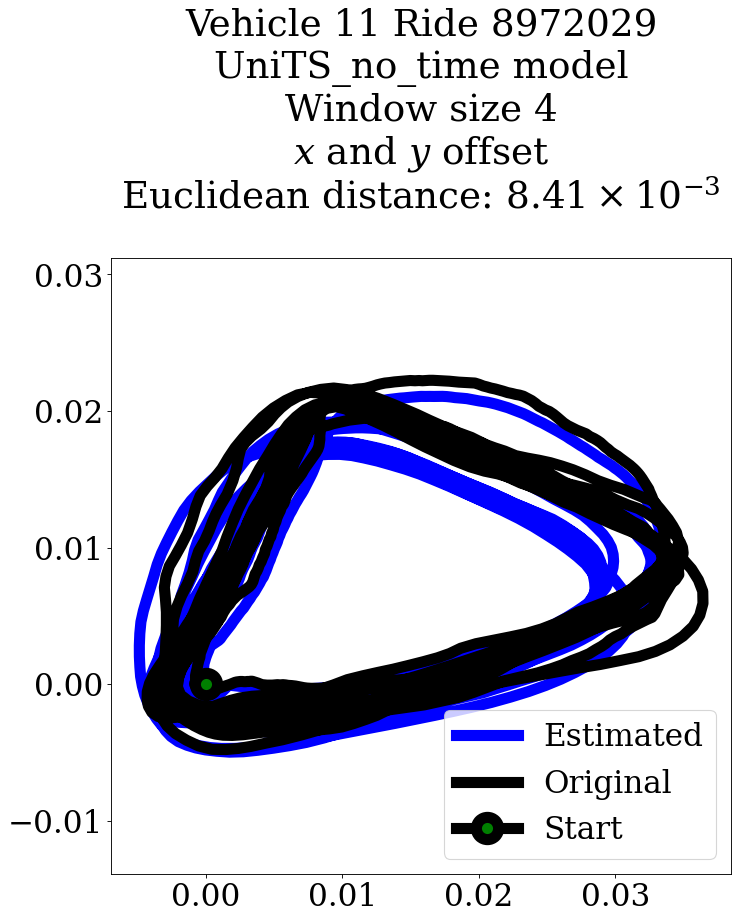 Vehicle 11 Ride 8972029
UniTS_no_time model
Window size 4
x and y offset
Euclidean distance: 8.41 × 10⁻³
0.03
0.02
0.01
0.00
−0.01
Estimated
Original
Start
0.00 0.01 0.02 0.03